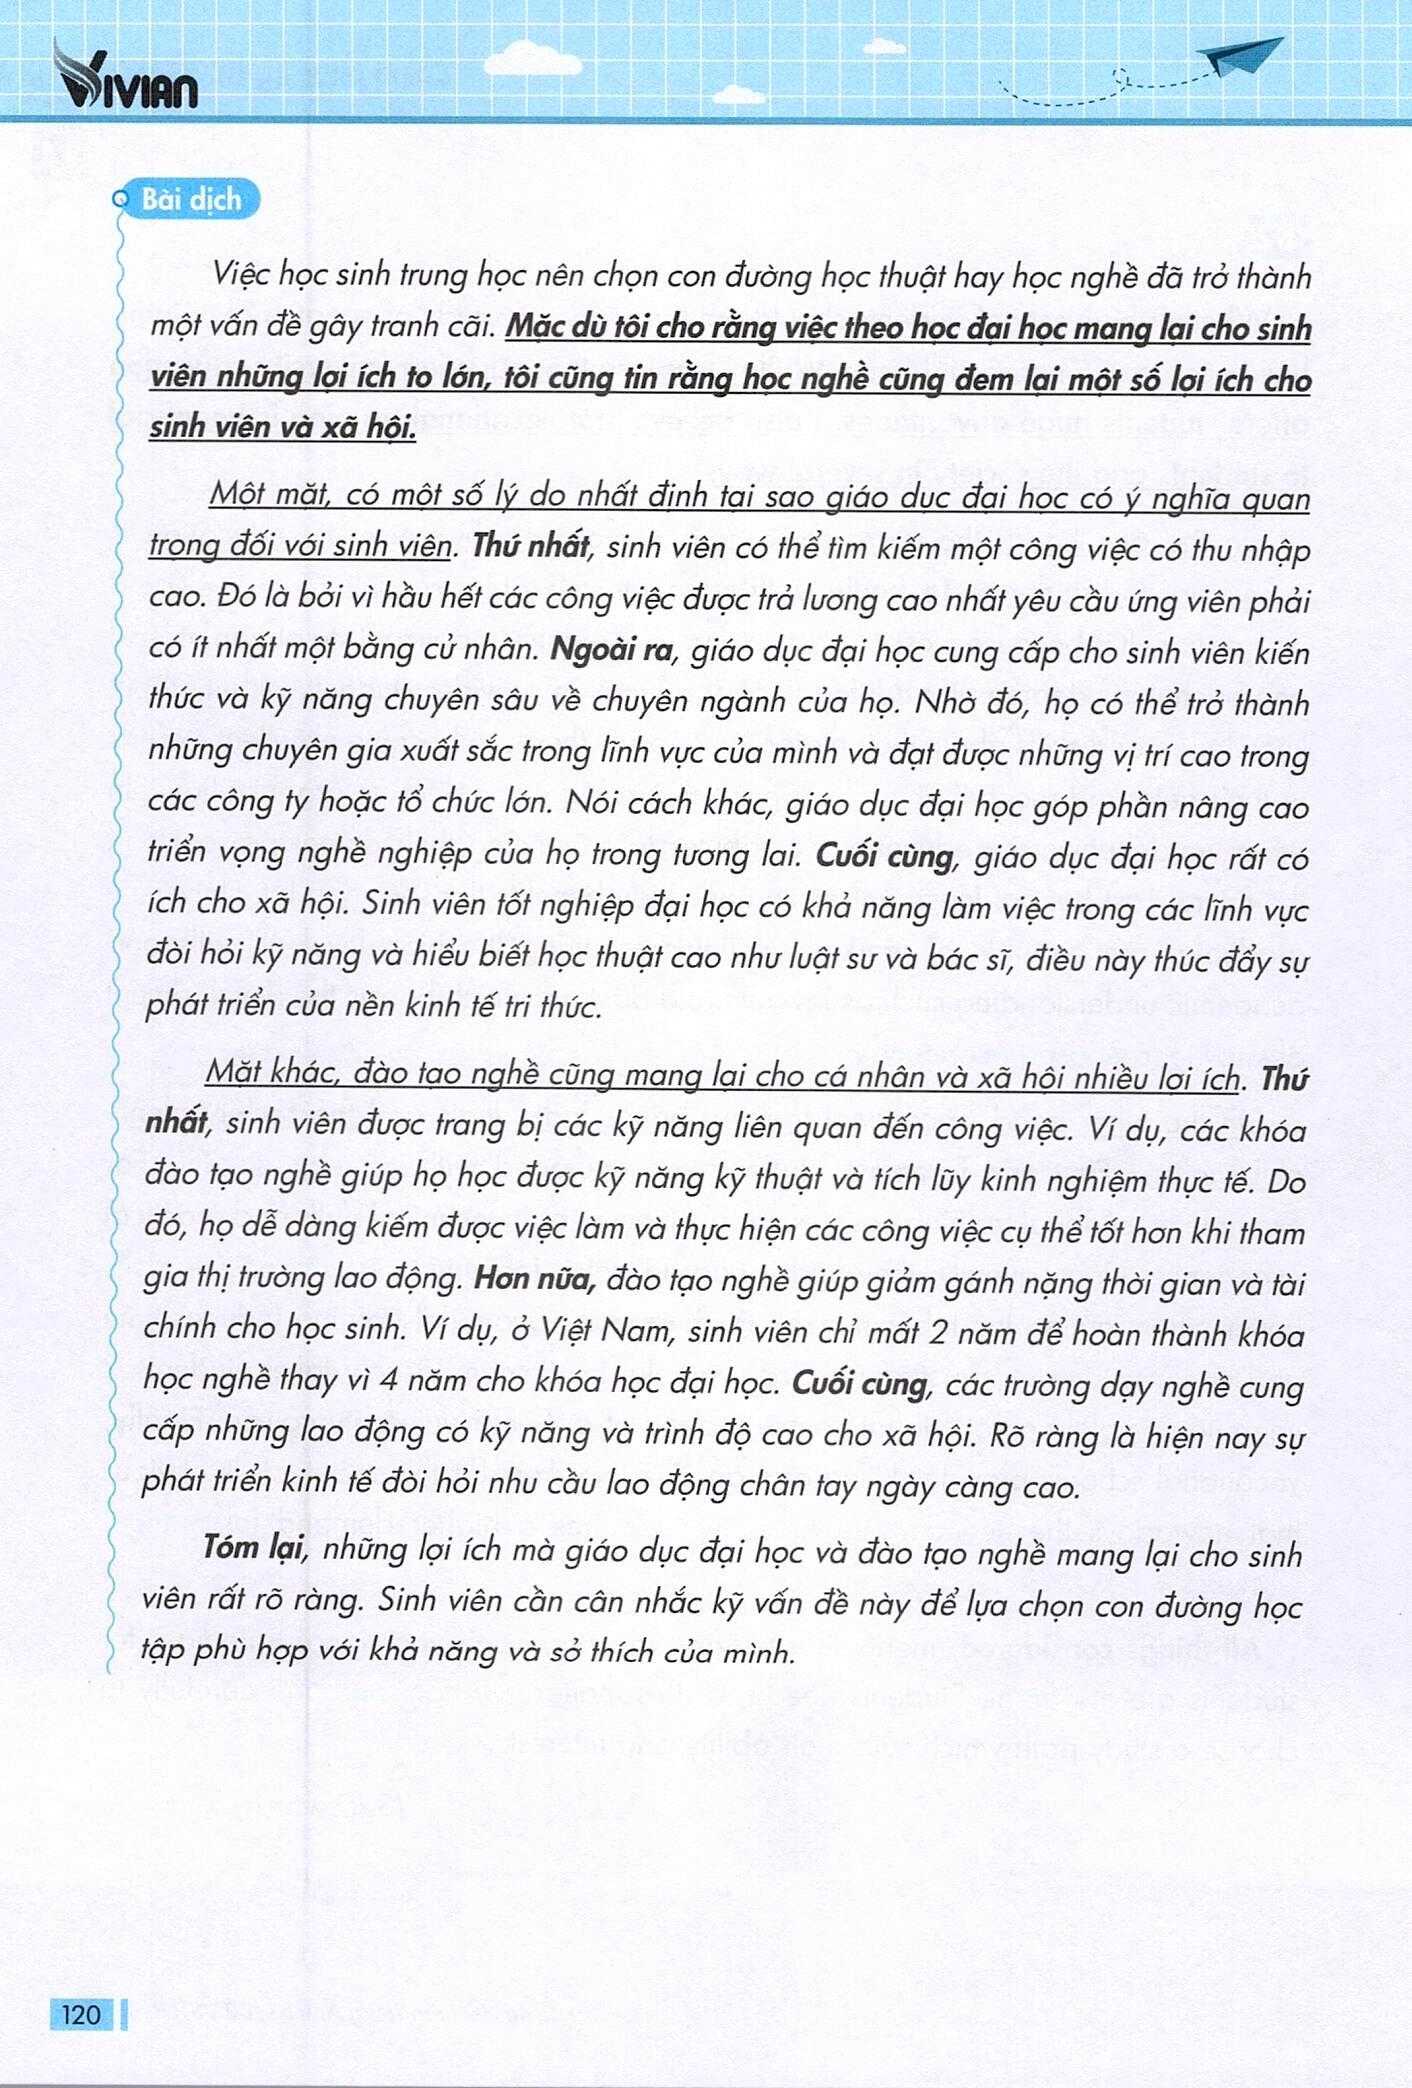 VIVIAN
Bài dịch
Việc học sinh trung học nên chọn con đường học thuật hay học nghề đã trở thành
một vấn đề gây tranh cãi. Mặc dù tôi cho rằng việc theo học đại học mang lại cho sinh
viên những lợi ích to lớn, tôi cũng tin rằng học nghề cũng đem lại một số lợi ích cho
sinh viên và xã hội.
Một mặt, có một số lý do nhất định tại sao giáo dục đại học có ý nghĩa quan
trọng đối với sinh viên. Thứ nhất, sinh viên có thể tìm kiếm một công việc có thu nhập
cao. Đó là bởi vì hầu hết các công việc được trả lương cao nhất yêu cầu ứng viên phải
có ít nhất một bằng cử nhân. Ngoài ra, giáo dục đại học cung cấp cho sinh viên kiến
thức và kỹ năng chuyên sâu về chuyên ngành của họ. Nhờ đó, họ có thể trở thành
những chuyên gia xuất sắc trong lĩnh vực của mình và đạt được những vị trí cao trong
các công ty hoặc tổ chức lớn. Nói cách khác, giáo dục đại học góp phần nâng cao
triển vọng nghề nghiệp của họ trong tương lai. Cuối cùng, giáo dục đại học rất có
ích cho xã hội. Sinh viên tốt nghiệp đại học có khả năng làm việc trong các lĩnh vực
đòi hỏi kỹ năng và hiểu biết học thuật cao như luật sư và bác sĩ, điều này thúc đẩy sự
phát triển của nền kinh tế tri thức.
Mặt khác, đào tạo nghề cũng mang lại cho cá nhân và xã hội nhiều lợi ích. Thứ
nhất, sinh viên được trang bị các kỹ năng liên quan đến công việc. Ví dụ, các khóa
đào tạo nghề giúp họ học được kỹ năng kỹ thuật và tích lũy kinh nghiệm thực tế. Do
đó, họ dễ dàng kiếm được việc làm và thực hiện các công việc cụ thể tốt hơn khi tham
gia thị trường lao động. Hơn nữa, đào tạo nghề giúp giảm gánh nặng thời gian và tài
chính cho học sinh. Ví dụ, ở Việt Nam, sinh viên chỉ mất 2 năm để hoàn thành khóa
học nghề thay vì 4 năm cho khóa học đại học. Cuối cùng, các trường dạy nghề cung
cấp những lao động có kỹ năng và trình độ cao cho xã hội. Rõ ràng là hiện nay sự
phát triển kinh tế đòi hỏi nhu cầu lao động chân tay ngày càng cao.
Tóm lại, những lợi ích mà giáo dục đại học và đào tạo nghề mang lại cho sinh
viên rất rõ ràng. Sinh viên cần cân nhắc kỹ vấn đề này để lựa chọn con đường học
tập phù hợp với khả năng và sở thích của mình.
120